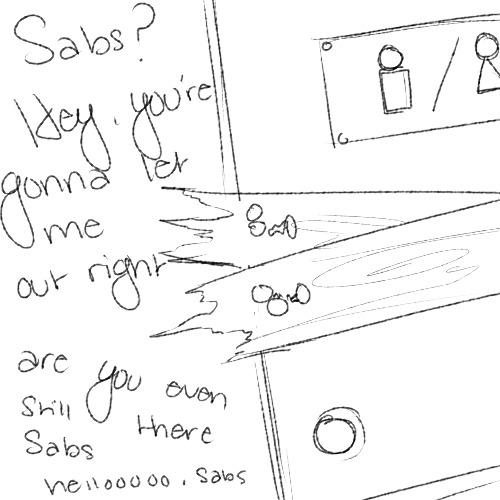 Sabs?
Hey, you're
gonna let
me
out right
are you even
still there
Sabs
hellooooo, Sabs